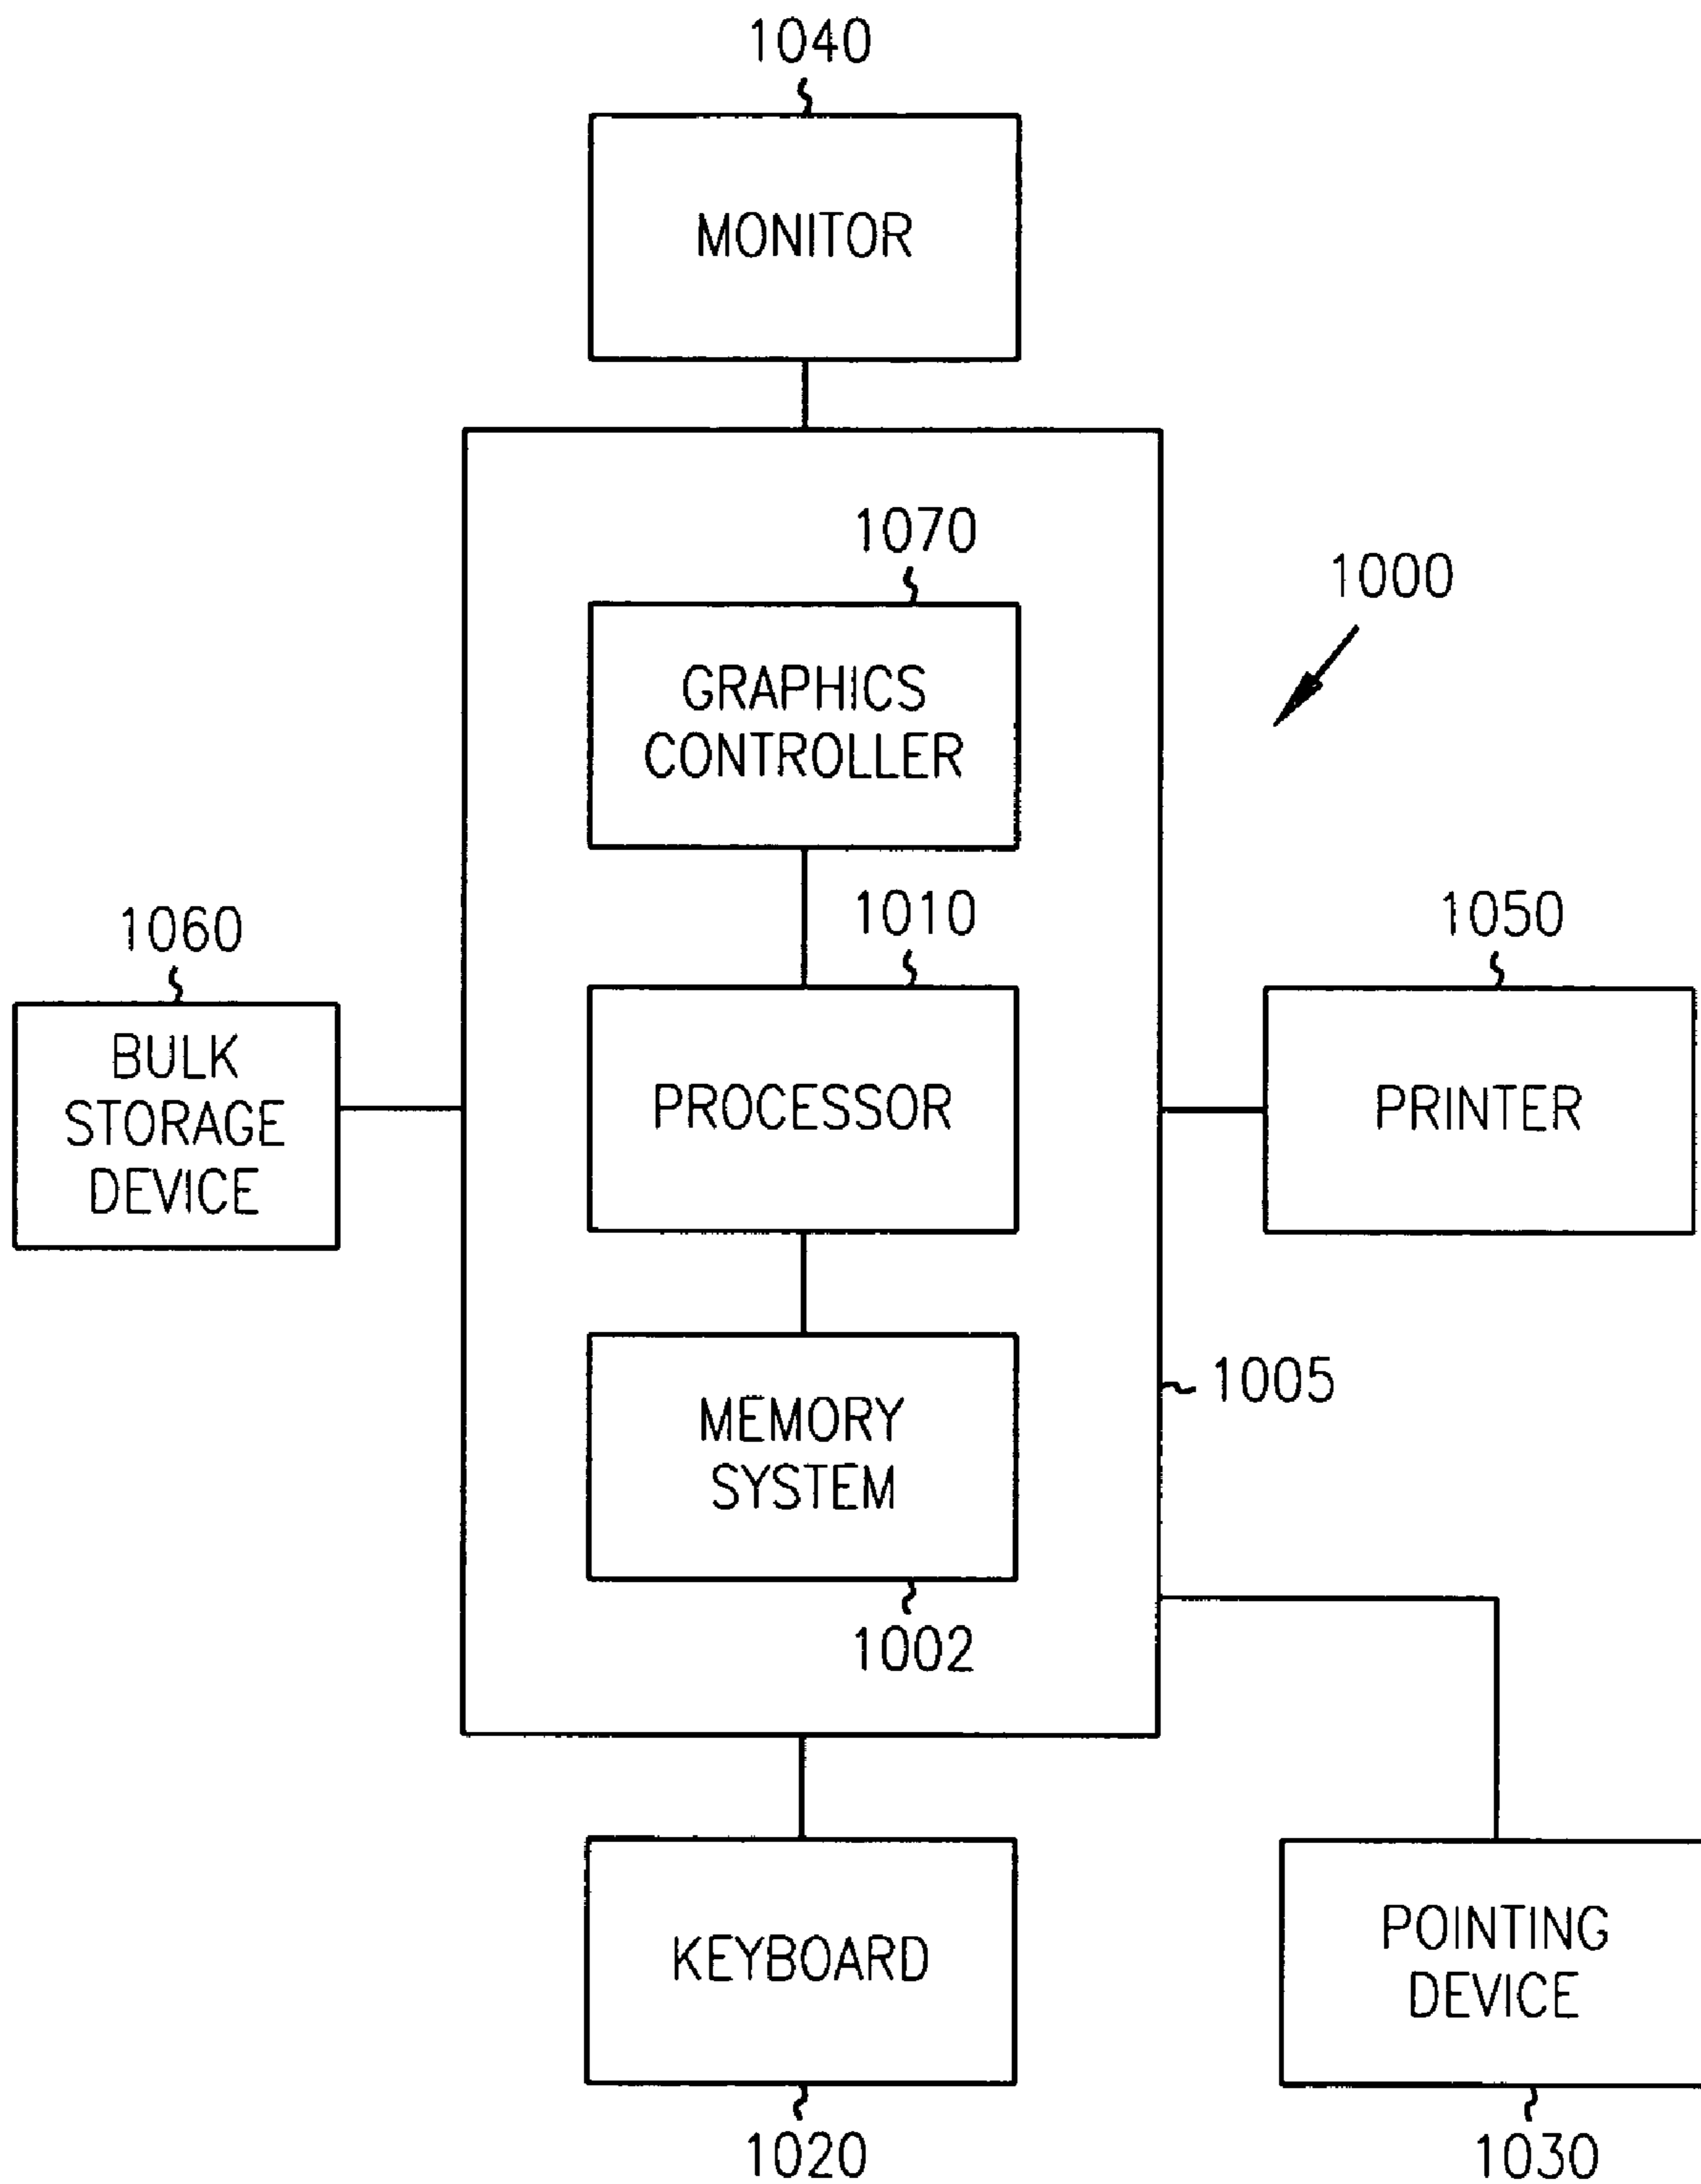 1040
MONITOR
1070
1000
GRAPHICS
CONTROLLER
1060
1010
1050
BULK
STORAGE
DEVICE
PROCESSOR
PRINTER
1005
MEMORY
SYSTEM
1002
KEYBOARD
POINTING
DEVICE
1020
1030